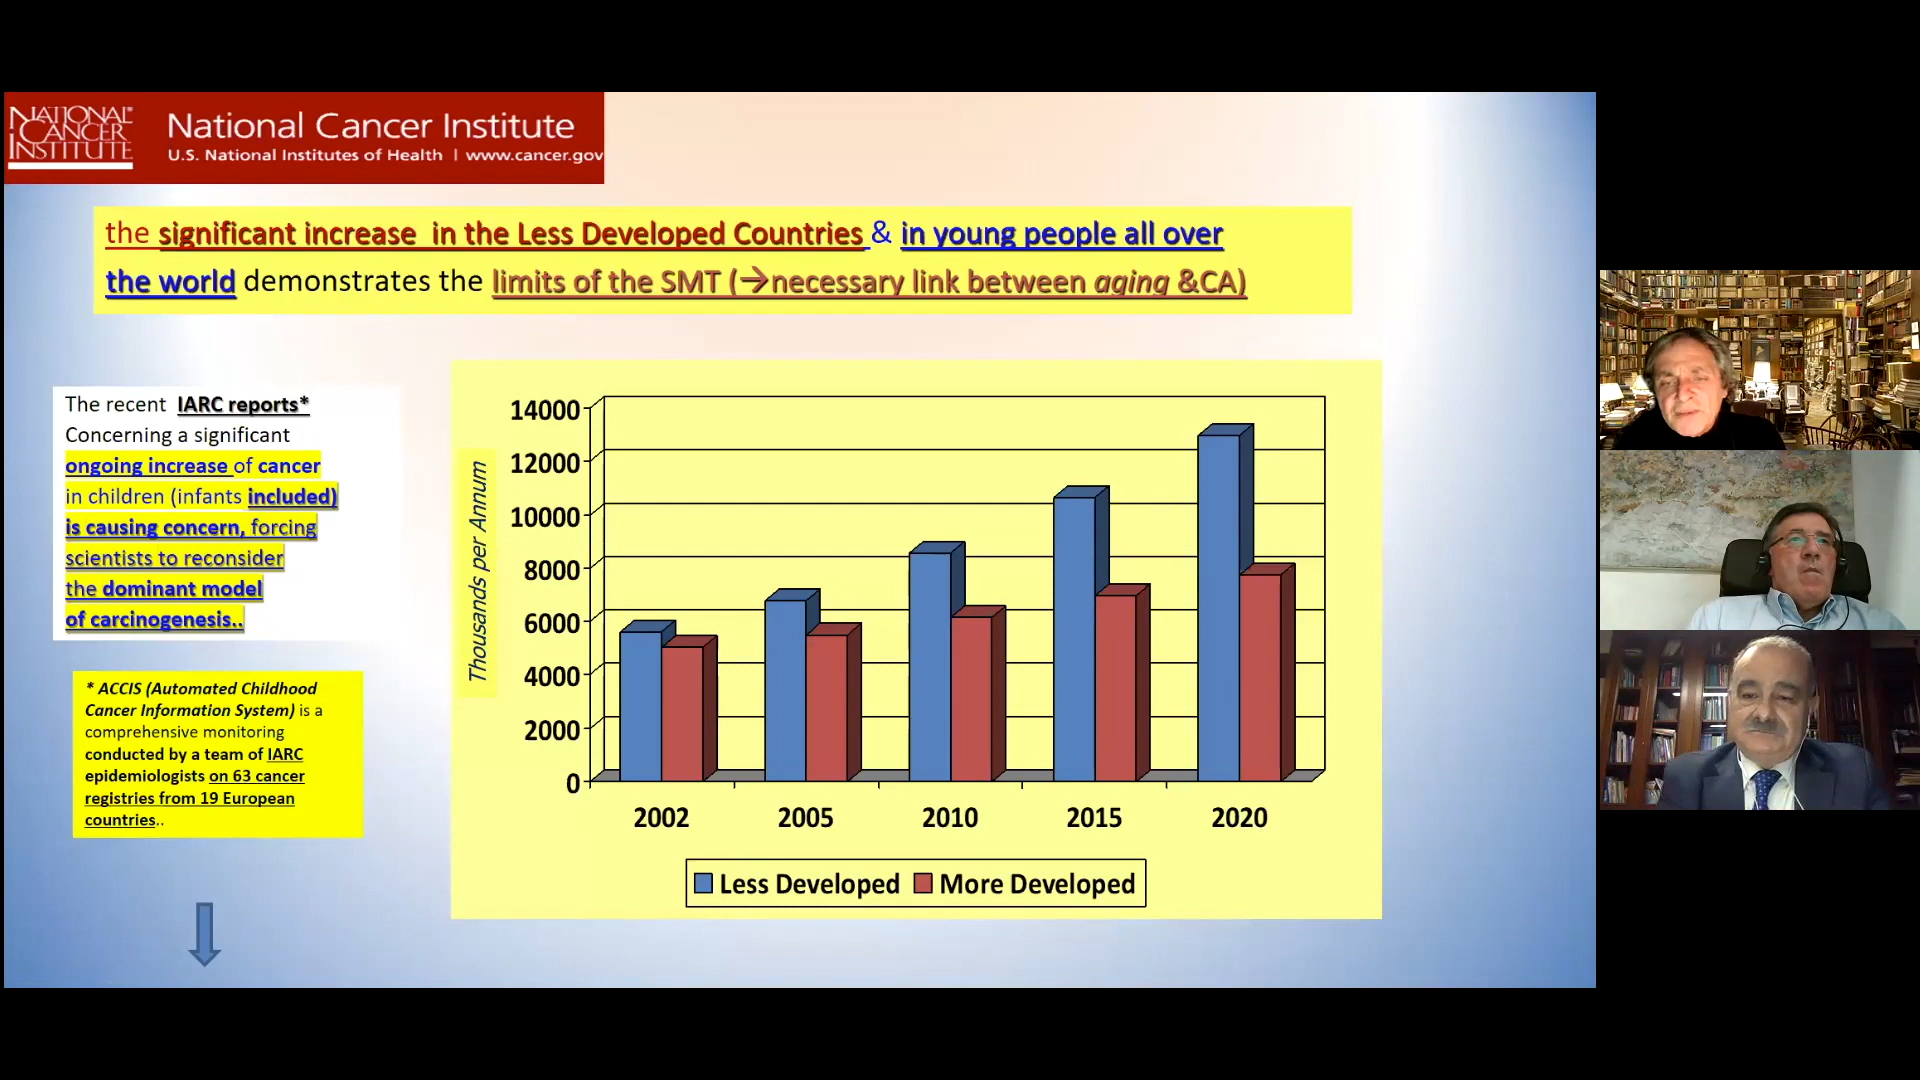 NATIONAL
CANCER
INSTITUTE
National Cancer Institute
U.S. National Institutes of Health | www.cancer.gov
the significant increase in the Less Developed Countries & in young people all over
the world demonstrates the limits of the SMT (→necessary link between aging &CA)
The recent IARC reports*
Concerning a significant
ongoing increase of cancer
in children (infants included)
is causing concern, forcing
scientists to reconsider
the dominant model
of carcinogenesis..
* ACCIS (Automated Childhood
Cancer Information System) is a
comprehensive monitoring
conducted by a team of IARC
epidemiologists on 63 cancer
registries from 19 European
countries..
Thousands per Annum
14000
12000
10000
8000
6000
4000
2000
0
2002 2005 2010 2015 2020
Less Developed More Developed